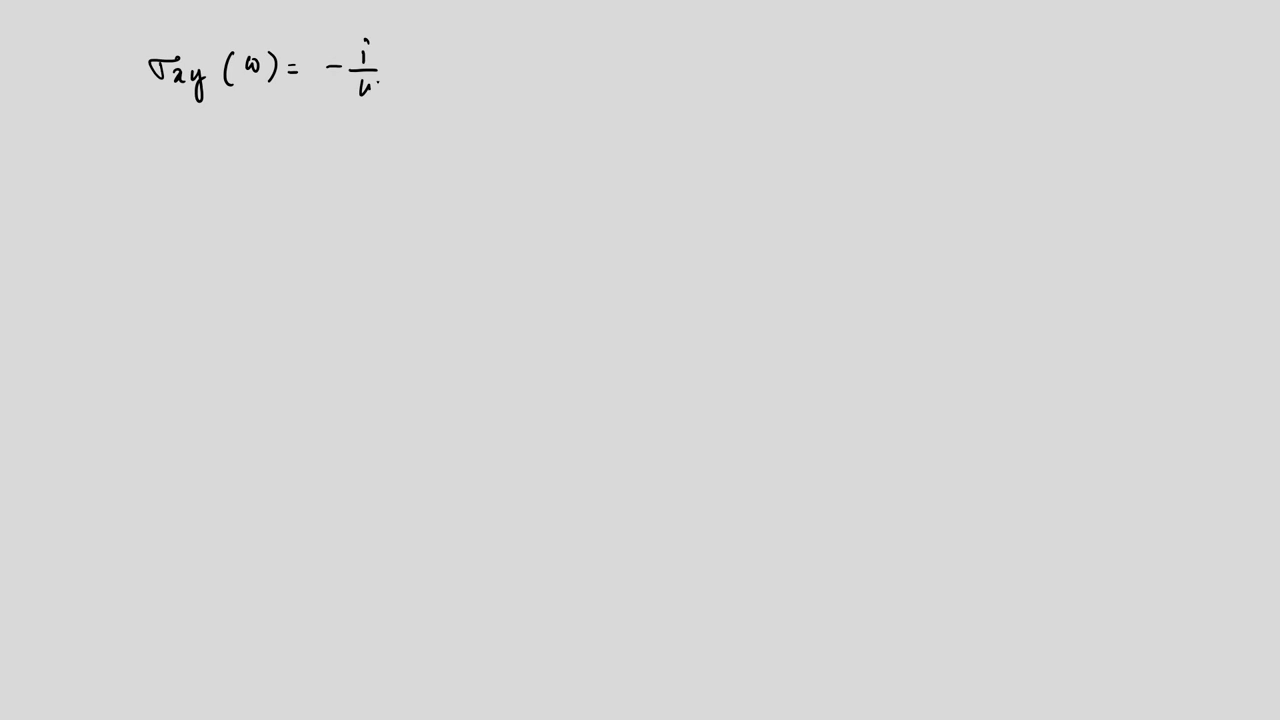 σxy (ω) = - i/